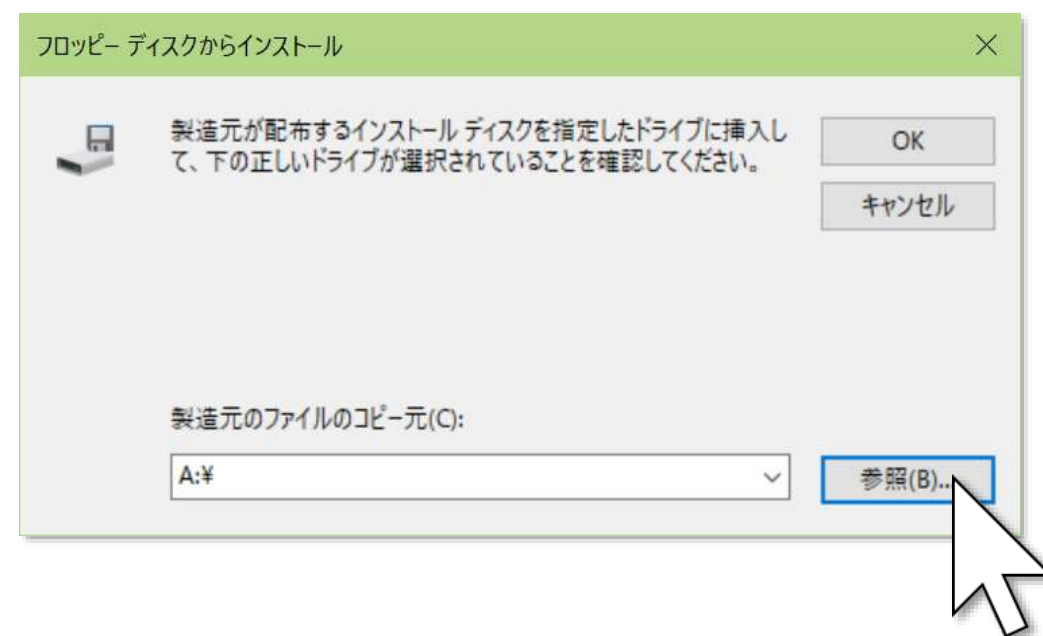 フロッピー ディスクからインストール
製造元が配布するインストール ディスクを指定したドライブに挿入し
て、下の正しいドライブが選択されていることを確認してください。
OK
キャンセル
製造元のファイルのコピー元(C):
A:¥
参照(B)...